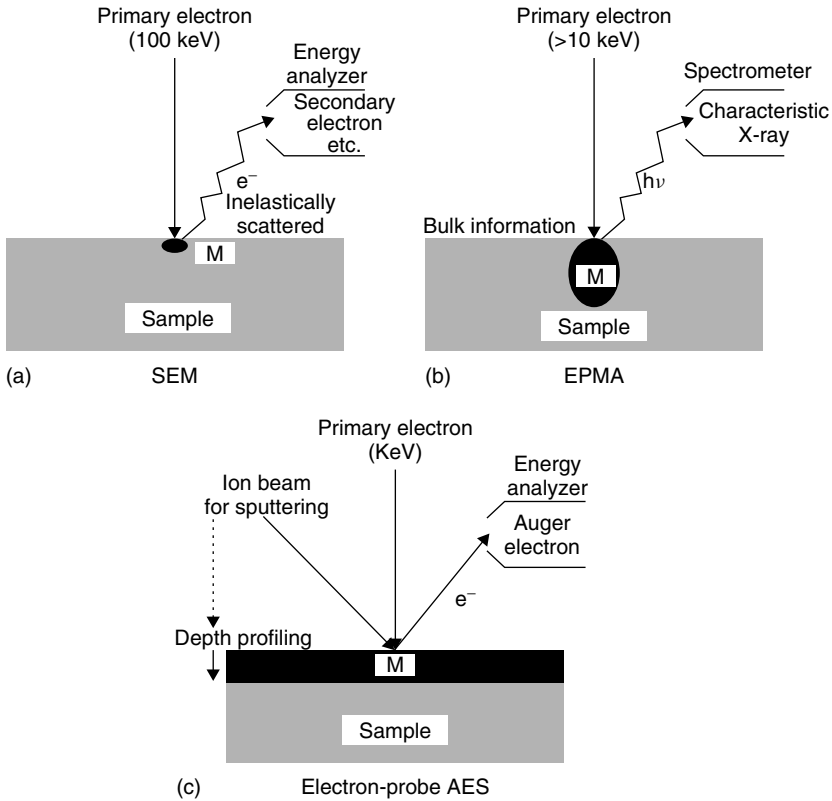 Primary electron
(100 keV)
Energy
analyzer
Secondary
electron
etc.
e⁻
Inelastically
scattered
M
Sample
(a) SEM
Primary electron
(>10 keV)
Spectrometer
Characteristic
X-ray
hν
Bulk information
M
Sample
(b) EPMA
Primary electron
(KeV)
Ion beam
for sputtering
Energy
analyzer
Auger
electron
e⁻
Depth profiling
M
Sample
(c) Electron-probe AES